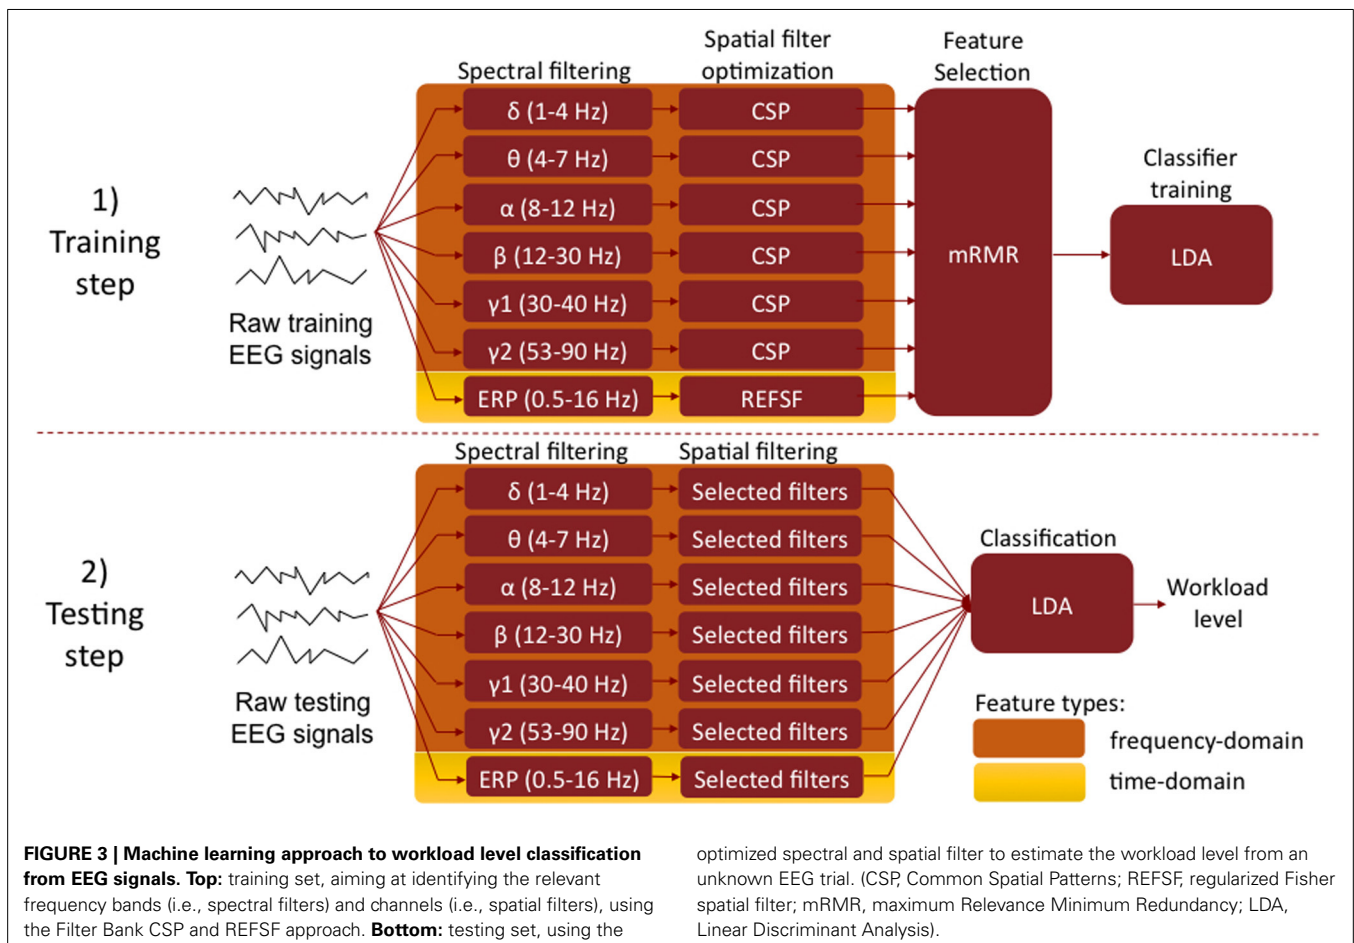 Spatial filter
optimization
Feature
Selection
Spectral filtering
1)
Training
step
Raw training
EEG signals
δ (1-4 Hz)
CSP
θ (4-7 Hz)
CSP
α (8-12 Hz)
CSP
β (12-30 Hz)
CSP
γ1 (30-40 Hz)
CSP
γ2 (53-90 Hz)
CSP
ERP (0.5-16 Hz)
REFSF
mRMR
Classifier
training
LDA
Spectral filtering
Spatial filtering
2)
Testing
step
Raw testing
EEG signals
δ (1-4 Hz)
Selected filters
θ (4-7 Hz)
Selected filters
α (8-12 Hz)
Selected filters
β (12-30 Hz)
Selected filters
γ1 (30-40 Hz)
Selected filters
γ2 (53-90 Hz)
Selected filters
ERP (0.5-16 Hz)
Selected filters
Classification
LDA
Workload
level
Feature types:
frequency-domain
time-domain
FIGURE 3 | Machine learning approach to workload level classification
from EEG signals. Top: training set, aiming at identifying the relevant
frequency bands (i.e., spectral filters) and channels (i.e., spatial filters), using
the Filter Bank CSP and REFSF approach. Bottom: testing set, using the
optimized spectral and spatial filter to estimate the workload level from an
unknown EEG trial. (CSP, Common Spatial Patterns; REFSF, regularized Fisher
spatial filter; mRMR, maximum Relevance Minimum Redundancy; LDA,
Linear Discriminant Analysis).